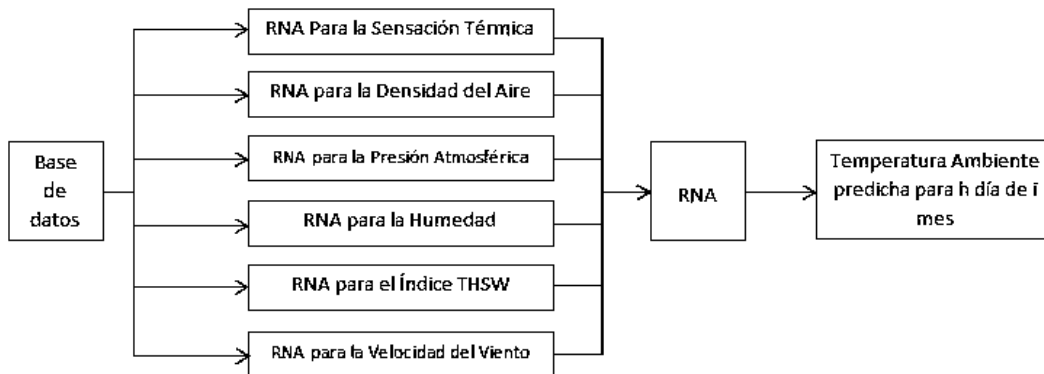 RNA Para la Sensación Térmica
RNA para la Densidad del Aire
RNA para la Presión Atmosférica
RNA para la Humedad
RNA para el Índice THSW
RNA para la Velocidad del Viento
Base
de
datos
RNA
Temperatura Ambiente
predicha para h día de i
mes